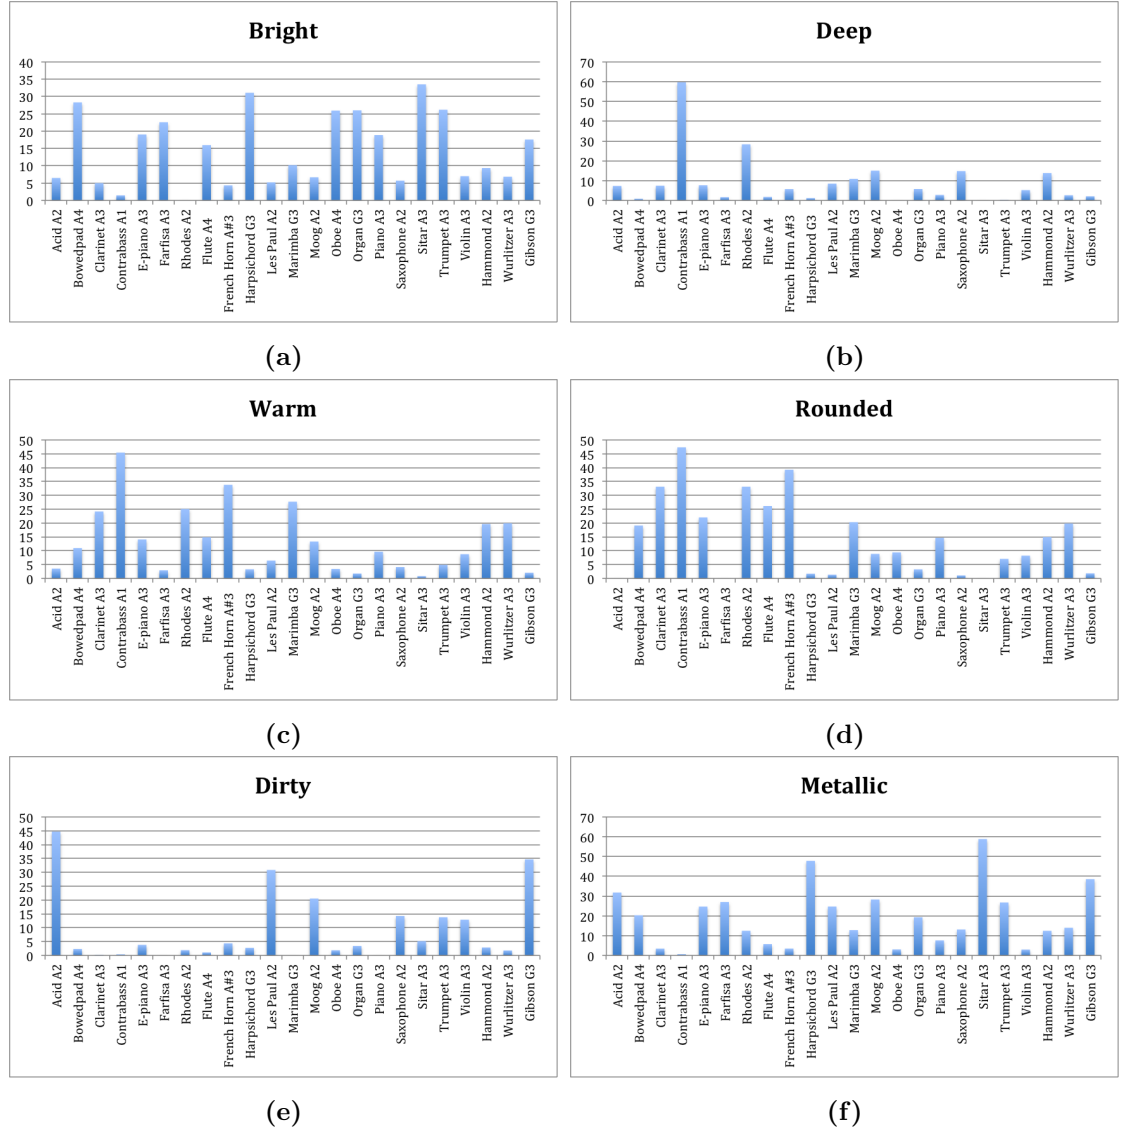 Bright
40
35
30
25
20
15
10
5
0
Acid A2
Bowedpad A4
Clarinet A3
Contrabass A1
E-piano A3
Farfisa A3
Rhodes A2
Flute A4
French Horn A#3
Harpsichord G3
Les Paul A2
Marimba G3
Moog A2
Oboe A4
Organ G3
Piano A3
Saxophone A2
Sitar A3
Trumpet A3
Violin A3
Hammond A2
Wurlitzer A3
Gibson G3
(a)
Deep
70
60
50
40
30
20
10
0
Acid A2
Bowedpad A4
Clarinet A3
Contrabass A1
E-piano A3
Farfisa A3
Rhodes A2
Flute A4
French Horn A#3
Harpsichord G3
Les Paul A2
Marimba G3
Moog A2
Oboe A4
Organ G3
Piano A3
Saxophone A2
Sitar A3
Trumpet A3
Violin A3
Hammond A2
Wurlitzer A3
Gibson G3
(b)
Warm
50
45
40
35
30
25
20
15
10
5
0
Acid A2
Bowedpad A4
Clarinet A3
Contrabass A1
E-piano A3
Farfisa A3
Rhodes A2
Flute A4
French Horn A#3
Harpsichord G3
Les Paul A2
Marimba G3
Moog A2
Oboe A4
Organ G3
Piano A3
Saxophone A2
Sitar A3
Trumpet A3
Violin A3
Hammond A2
Wurlitzer A3
Gibson G3
(c)
Rounded
50
45
40
35
30
25
20
15
10
5
0
Acid A2
Bowedpad A4
Clarinet A3
Contrabass A1
E-piano A3
Farfisa A3
Rhodes A2
Flute A4
French Horn A#3
Harpsichord G3
Les Paul A2
Marimba G3
Moog A2
Oboe A4
Organ G3
Piano A3
Saxophone A2
Sitar A3
Trumpet A3
Violin A3
Hammond A2
Wurlitzer A3
Gibson G3
(d)
Dirty
50
45
40
35
30
25
20
15
10
5
0
Acid A2
Bowedpad A4
Clarinet A3
Contrabass A1
E-piano A3
Farfisa A3
Rhodes A2
Flute A4
French Horn A#3
Harpsichord G3
Les Paul A2
Marimba G3
Moog A2
Oboe A4
Organ G3
Piano A3
Saxophone A2
Sitar A3
Trumpet A3
Violin A3
Hammond A2
Wurlitzer A3
Gibson G3
(e)
Metallic
70
60
50
40
30
20
10
0
Acid A2
Bowedpad A4
Clarinet A3
Contrabass A1
E-piano A3
Farfisa A3
Rhodes A2
Flute A4
French Horn A#3
Harpsichord G3
Les Paul A2
Marimba G3
Moog A2
Oboe A4
Organ G3
Piano A3
Saxophone A2
Sitar A3
Trumpet A3
Violin A3
Hammond A2
Wurlitzer A3
Gibson G3
(f)